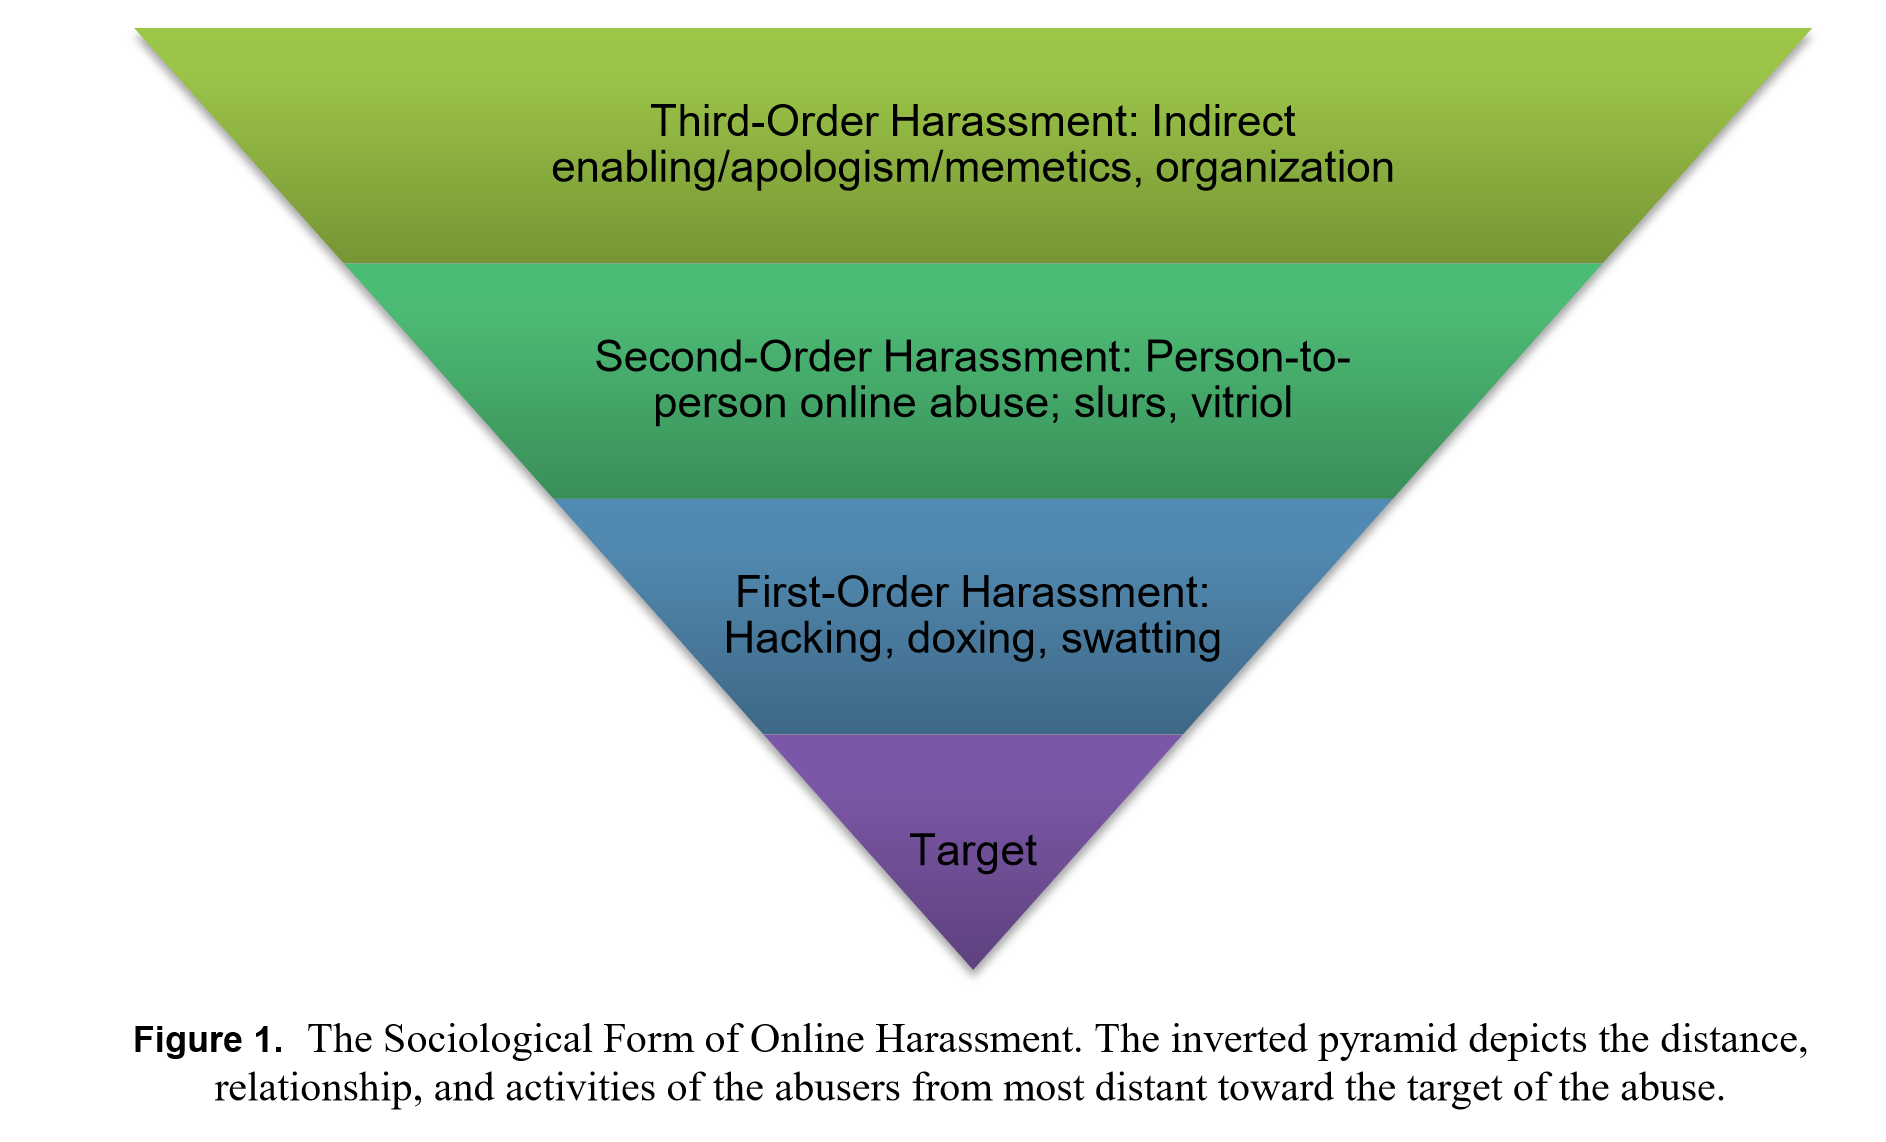 Third-Order Harassment: Indirect
enabling/apologism/memetics, organization
Second-Order Harassment: Person-to-
person online abuse; slurs, vitriol
First-Order Harassment:
Hacking, doxing, swatting
Target
Figure 1. The Sociological Form of Online Harassment. The inverted pyramid depicts the distance,
relationship, and activities of the abusers from most distant toward the target of the abuse.